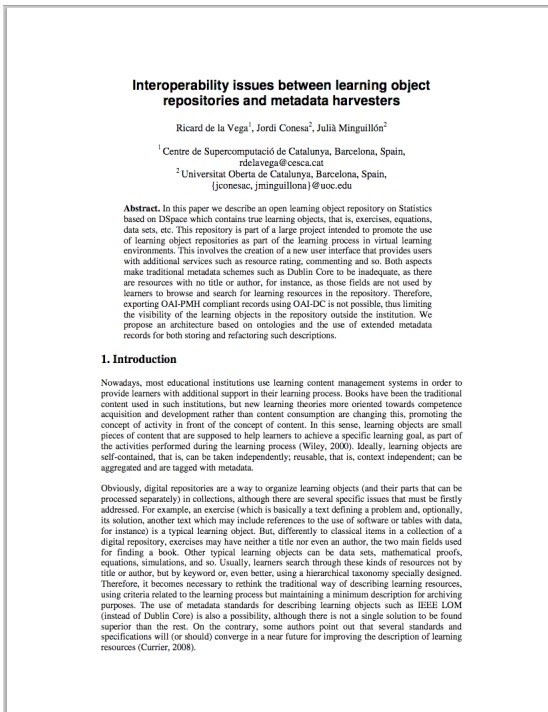 Interoperability issues between learning object
repositories and metadata harvesters
Ricard de la Vega1, Jordi Conesa2, Julià Minguillón2
1 Centre de Supercomputació de Catalunya, Barcelona, Spain,
rdelavega@cesca.cat
2 Universitat Oberta de Catalunya, Barcelona, Spain,
{jconesac, jminguillona}@uoc.edu
Abstract. In this paper we describe an open learning object repository on Statistics
based on DSpace which contains true learning objects, that is, exercises, equations,
data sets, etc. This repository is part of a large project intended to promote the use
of learning object repositories as part of the learning process in virtual learning
environments. This involves the creation of a new user interface that provides users
with additional services such as resource rating, commenting and so. Both aspects
make traditional metadata schemes such as Dublin Core to be inadequate, as there
are resources with no title or author, for instance, as those fields are not used by
learners to browse and search for learning resources in the repository. Therefore,
exporting OAI-PMH compliant records using OAI-DC is not possible, thus limiting
the visibility of the learning objects in the repository outside the institution. We
propose an architecture based on ontologies and the use of extended metadata
records for both storing and refactoring such descriptions.
1. Introduction
Nowadays, most educational institutions use learning content management systems in order to
provide learners with additional support in their learning process. Books have been the traditional
content used in such institutions, but new learning theories more oriented towards competence
acquisition and development rather than content consumption are changing this, promoting the
concept of activity in front of the concept of content. In this sense, learning objects are small
pieces of content that are supposed to help learners to achieve a specific learning goal, as part of
the activities performed during the learning process (Wiley, 2000). Ideally, learning objects are
self-contained, that is, can be taken independently; reusable, that is, context independent; can be
aggregated and are tagged with metadata.
Obviously, digital repositories are a way to organize learning objects (and their parts that can be
processed separately) in collections, although there are several specific issues that must be firstly
addressed. For example, an exercise (which is basically a text defining a problem and, optionally,
its solution, another text which may include references to the use of software or tables with data,
for instance) is a typical learning object. But, differently to classical items in a collection of a
digital repository, exercises may have neither a title nor even an author, the two main fields used
for finding a book. Other typical learning objects can be data sets, mathematical proofs,
equations, simulations, and so. Usually, learners search through these kinds of resources not by
title or author, but by keyword or, even better, using a hierarchical taxonomy specially designed.
Therefore, it becomes necessary to rethink the traditional way of describing learning resources,
using criteria related to the learning process but maintaining a minimum description for archiving
purposes. The use of metadata standards for describing learning objects such as IEEE LOM
(instead of Dublin Core) is also a possibility, although there is not a single solution to be found
superior than the rest. On the contrary, some authors point out that several standards and
specifications will (or should) converge in a near future for improving the description of learning
resources (Currier, 2008).